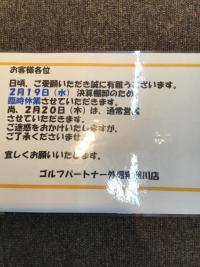 お客様各位
日頃、ご愛顧いただき誠に有難うございます。
2月19日（水）決算棚卸のため
臨時休業させていただきます。
尚、2月20日（木）は、通常営業
させていただきます。
ご迷惑をおかけいたしますが、
ご了承くださいませ
宜しくお願いいたします。
ゴルフパートナー外環 川店